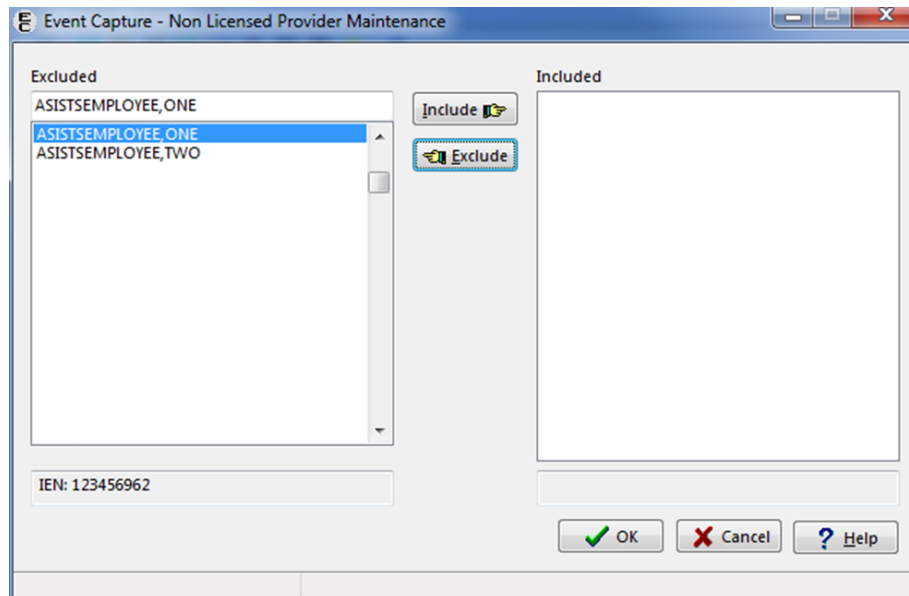 Event Capture - Non Licensed Provider Maintenance
Excluded
Included
ASISTSEMPLOYEE,ONE
ASISTSEMPLOYEE,ONE
ASISTSEMPLOYEE,TWO
Include
Exclude
IEN: 123456962
OK
Cancel
Help